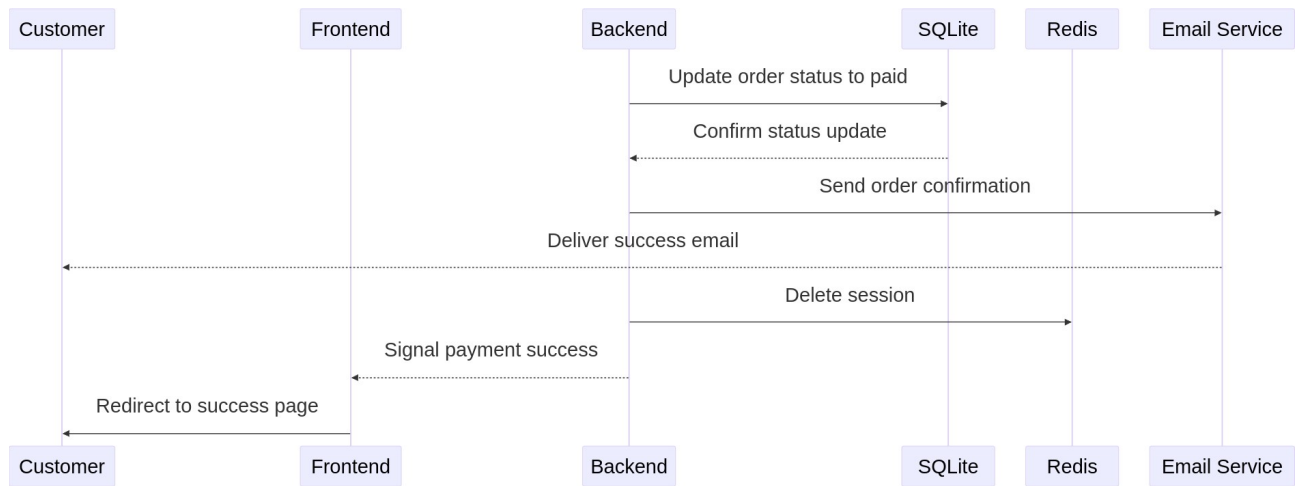 Customer
Frontend
Backend
SQLite
Redis
Email Service
Update order status to paid
Confirm status update
Send order confirmation
Deliver success email
Delete session
Signal payment success
Redirect to success page
Customer
Frontend
Backend
SQLite
Redis
Email Service